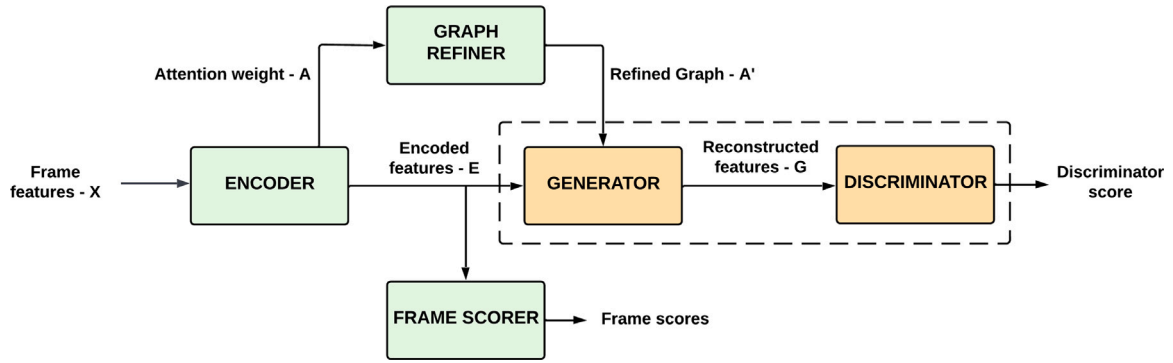 GRAPH
REFINER
Attention weight - A
Refined Graph - A'
Frame
features - X
ENCODER
Encoded
features - E
GENERATOR
Reconstructed
features - G
DISCRIMINATOR
Discriminator
score
FRAME SCORER
Frame scores